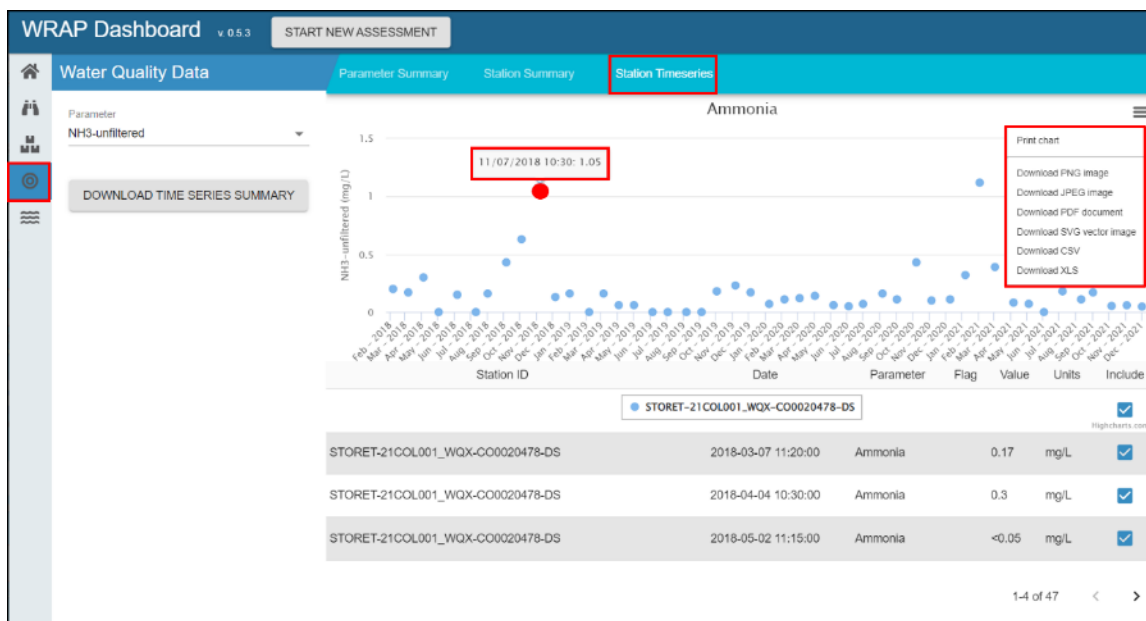 WRAP Dashboard v. 0.5.3 START NEW ASSESSMENT
Water Quality Data
Parameter Summary Station Summary Station Timeseries
Parameter
NH3-unfiltered
DOWNLOAD TIME SERIES SUMMARY
Ammonia
Print chart
Download PNG image
Download JPEG image
Download PDF document
Download SVG vector image
Download CSV
Download XLS
NH3-unfiltered (mg/L)
1.5
1
0.5
0
11/07/2018 10:30: 1.05
Feb - 2018
Mar - 2018
Apr - 2018
May - 2018
Jun - 2018
Jul - 2018
Aug - 2018
Sep - 2018
Oct - 2018
Nov - 2018
Dec - 2018
Jan - 2019
Feb - 2019
Mar - 2019
Apr - 2019
May - 2019
Jun - 2019
Jul - 2019
Aug - 2019
Sep - 2019
Oct - 2019
Nov - 2019
Dec - 2019
Jan - 2020
Feb - 2020
Mar - 2020
Apr - 2020
May - 2020
Jun - 2020
Jul - 2020
Aug - 2020
Sep - 2020
Oct - 2020
Nov - 2020
Dec - 2020
Jan - 2021
Feb - 2021
Mar - 2021
Apr - 2021
May - 2021
Jun - 2021
Jul - 2021
Aug - 2021
Sep - 2021
Oct - 2021
Nov - 2021
Dec - 2021
Station ID Date Parameter Flag Value Units Include
STORET-21COL001_WQX-CO0020478-DS
Highcharts.com
STORET-21COL001_WQX-CO0020478-DS 2018-03-07 11:20:00 Ammonia 0.17 mg/L
STORET-21COL001_WQX-CO0020478-DS 2018-04-04 10:30:00 Ammonia 0.3 mg/L
STORET-21COL001_WQX-CO0020478-DS 2018-05-02 11:15:00 Ammonia <0.05 mg/L
1-4 of 47